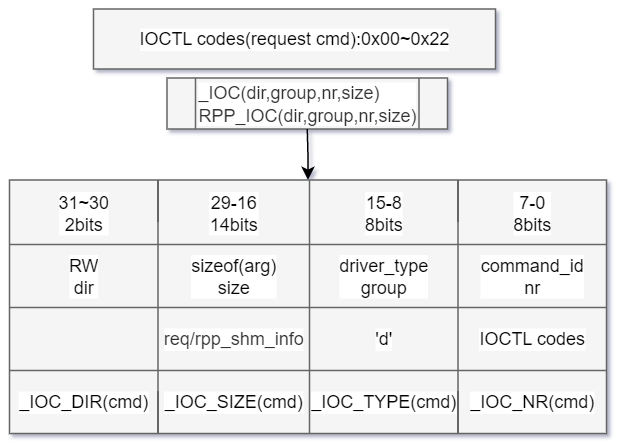 IOCTL codes(request cmd):0x00~0x22
_IOC(dir,group,nr,size)
RPP_IOC(dir,group,nr,size)
31~30 29-16 15-8 7-0
2bits 14bits 8bits 8bits
RW sizeof(arg) driver_type command_id
dir size group nr
req/rpp_shm_info 'd' IOCTL codes
_IOC_DIR(cmd) _IOC_SIZE(cmd) _IOC_TYPE(cmd) _IOC_NR(cmd)